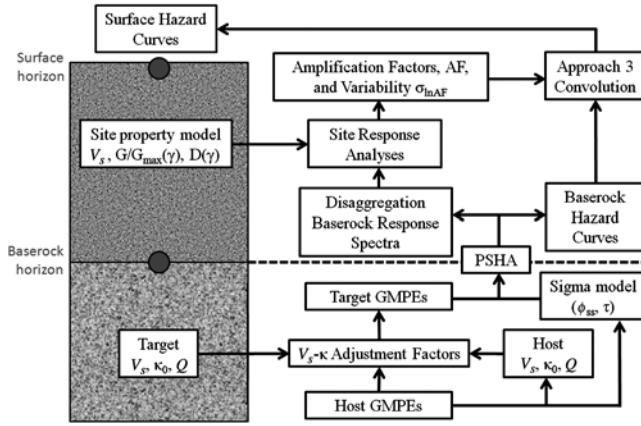 Surface Hazard
Curves
Surface
horizon
Amplification Factors, AF,
and Variability σlnAF
Approach 3
Convolution
Site property model
Vs , G/Gmax(γ), D(γ)
Site Response
Analyses
Disaggregation
Baserock Response
Spectra
Baserock
Hazard
Curves
Baserock
horizon
PSHA
Target GMPEs
Sigma model
(ϕss, τ)
Target
Vs, κ0, Q
Vs-κ Adjustment Factors
Host
Vs, κ0, Q
Host GMPEs